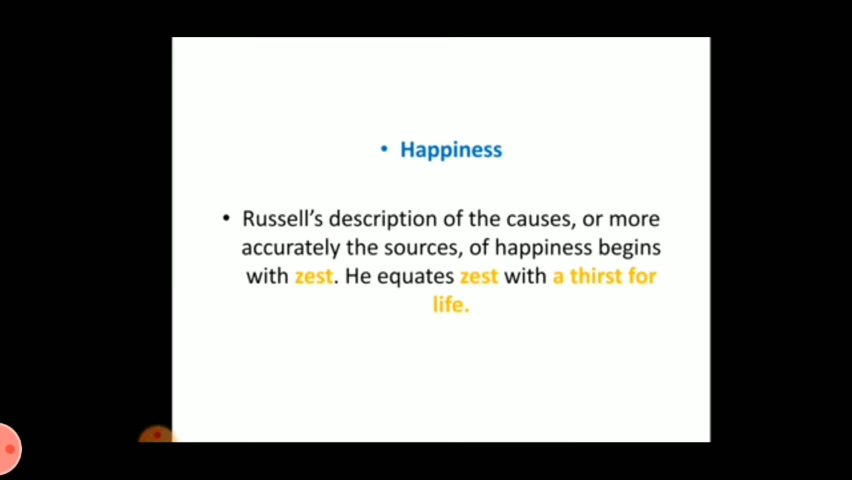 • Happiness
• Russell’s description of the causes, or more
accurately the sources, of happiness begins
with zest. He equates zest with a thirst for
life.